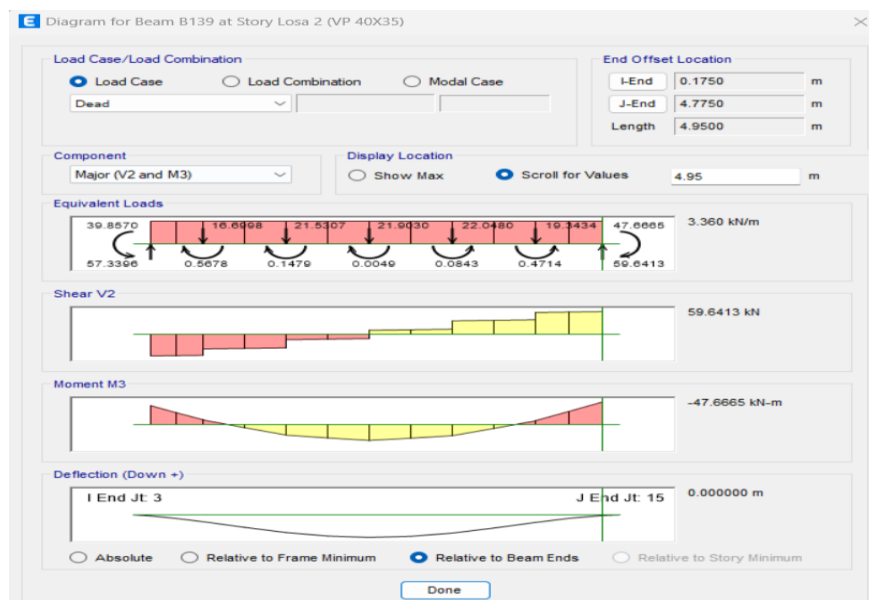 E Diagram for Beam B139 at Story Losa 2 (VP 40X35)
Load Case/Load Combination
Load Case Load Combination Modal Case
Dead
End Offset Location
I-End 0.1750 m
J-End 4.7750 m
Length 4.9500 m
Component
Major (V2 and M3)
Display Location
Show Max Scroll for Values 4.95 m
Equivalent Loads
39.8570 16.6998 21.5307 21.9030 22.0480 19.3434 47.6665
57.3396 0.5678 0.1479 0.0049 0.0843 0.4714 59.6413
3.360 kN/m
Shear V2
59.6413 kN
Moment M3
-47.6665 kN-m
Deflection (Down +)
I End Jt: 3 J End Jt: 15
0.000000 m
Absolute Relative to Frame Minimum Relative to Beam Ends Relative to Story Minimum
Done